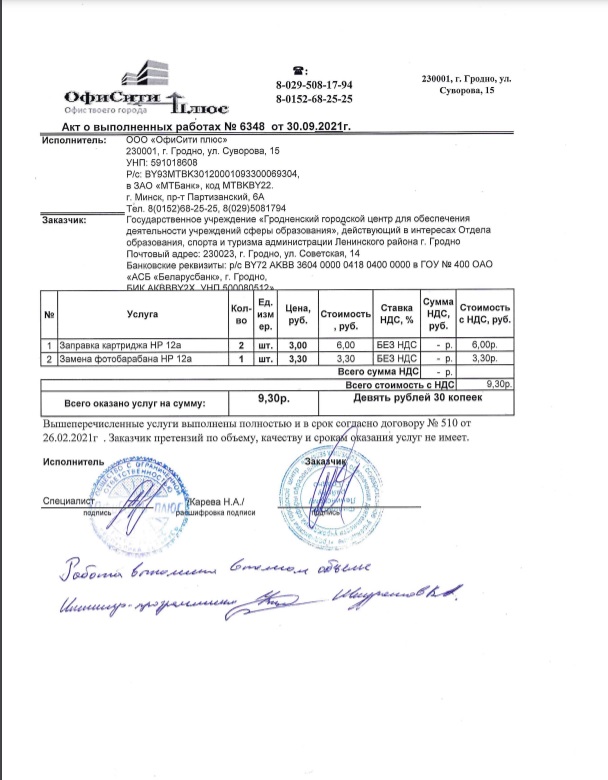 ☎:
8-029-508-17-94
8-0152-68-25-25
230001, г. Гродно, ул.
Суворова, 15
ОфиСити
Плюс
Офис твоего города
Акт о выполненных работах № 6348 от 30.09.2021г.
Исполнитель: ООО «ОфиСити плюс»
230001, г. Гродно, ул. Суворова, 15
УНП: 591018608
Р/с: BY93MTBK30120001093300069304,
в ЗАО «МТБанк», код MTBKBY22.
г. Минск, пр-т Партизанский, 6А
Тел. 8(0152)68-25-25, 8(029)5081794
Заказчик: Государственное учреждение «Гродненский городской центр для обеспечения
деятельности учреждений сферы образования», действующий в интересах Отдела
образования, спорта и туризма администрации Ленинского района г. Гродно
Почтовый адрес: 230023, г. Гродно, ул. Советская, 14
Банковские реквизиты: р/с BY72 AKBB 3604 0000 0418 0400 0000 в ГОУ № 400 ОАО
«АСБ «Беларусбанк», г. Гродно,
БИК AKBBBY2X, УНП 500080512»
№ Услуга Кол-во Ед. изм ер. Цена, руб. Стоимость , руб. Ставка НДС, % Сумма НДС, руб. Стоимость с НДС, руб.
1 Заправка картриджа HP 12a 2 шт. 3,00 6,00 БЕЗ НДС - р. 6,00р.
2 Замена фотобарабана HP 12a 1 шт. 3,30 3,30 БЕЗ НДС - р. 3,30р.
Всего сумма НДС - р.
Всего стоимость с НДС: 9,30р.
Всего оказано услуг на сумму: 9,30р. Девять рублей 30 копеек
Вышеперечисленные услуги выполнены полностью и в срок согласно договору № 510 от
26.02.2021г . Заказчик претензий по объему, качеству и срокам оказания услуг не имеет.
Исполнитель Заказчик
Специалист /Карева Н.А./
подпись расшифровка подписи подпись
Работа выполнена в полном объеме
Инженер-программист